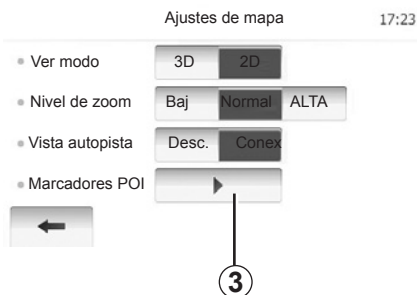 Ajustes de mapa 17:23
Ver modo 3D 2D
Nivel de zoom Baj Normal ALTA
Vista autopista Desc. Conex
Marcadores POI
3